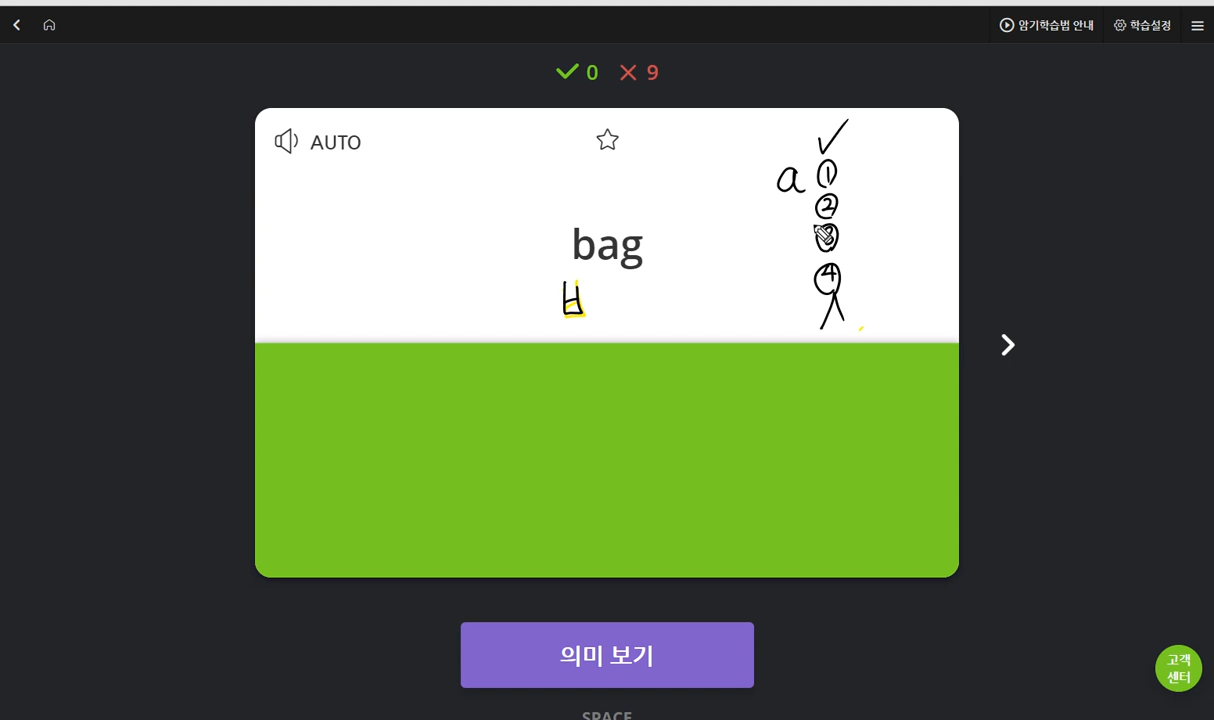 암기학습법 안내 학습설정
0 9
AUTO
a ①
②
③
④
bag
ㅂ
의미 보기
고객
센터
SPACE